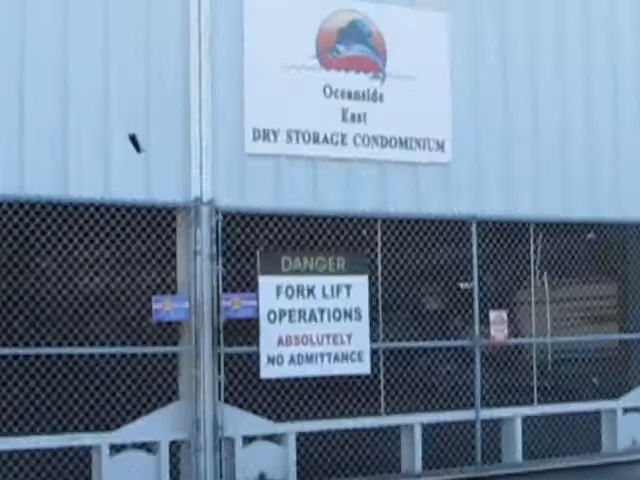 Oceanside
East
DRY STORAGE CONDOMINIUM
DANGER
FORK LIFT
OPERATIONS
ABSOLUTELY
NO ADMITTANCE